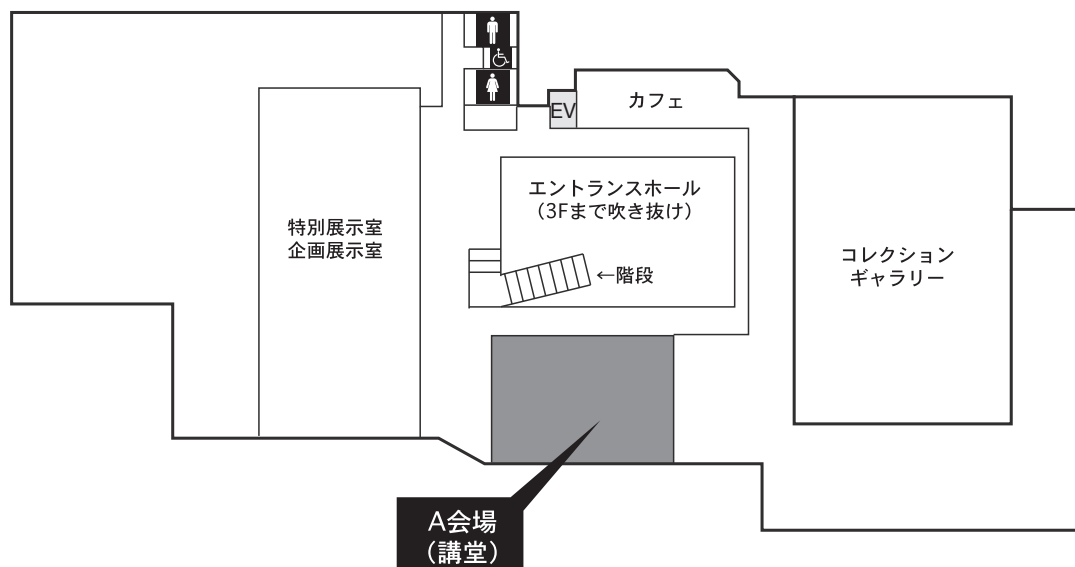 カフェ
EV
エントランスホール
（3Fまで吹き抜け）
特別展示室
企画展示室
コレクション
ギャラリー
←階段
A会場
（講堂）